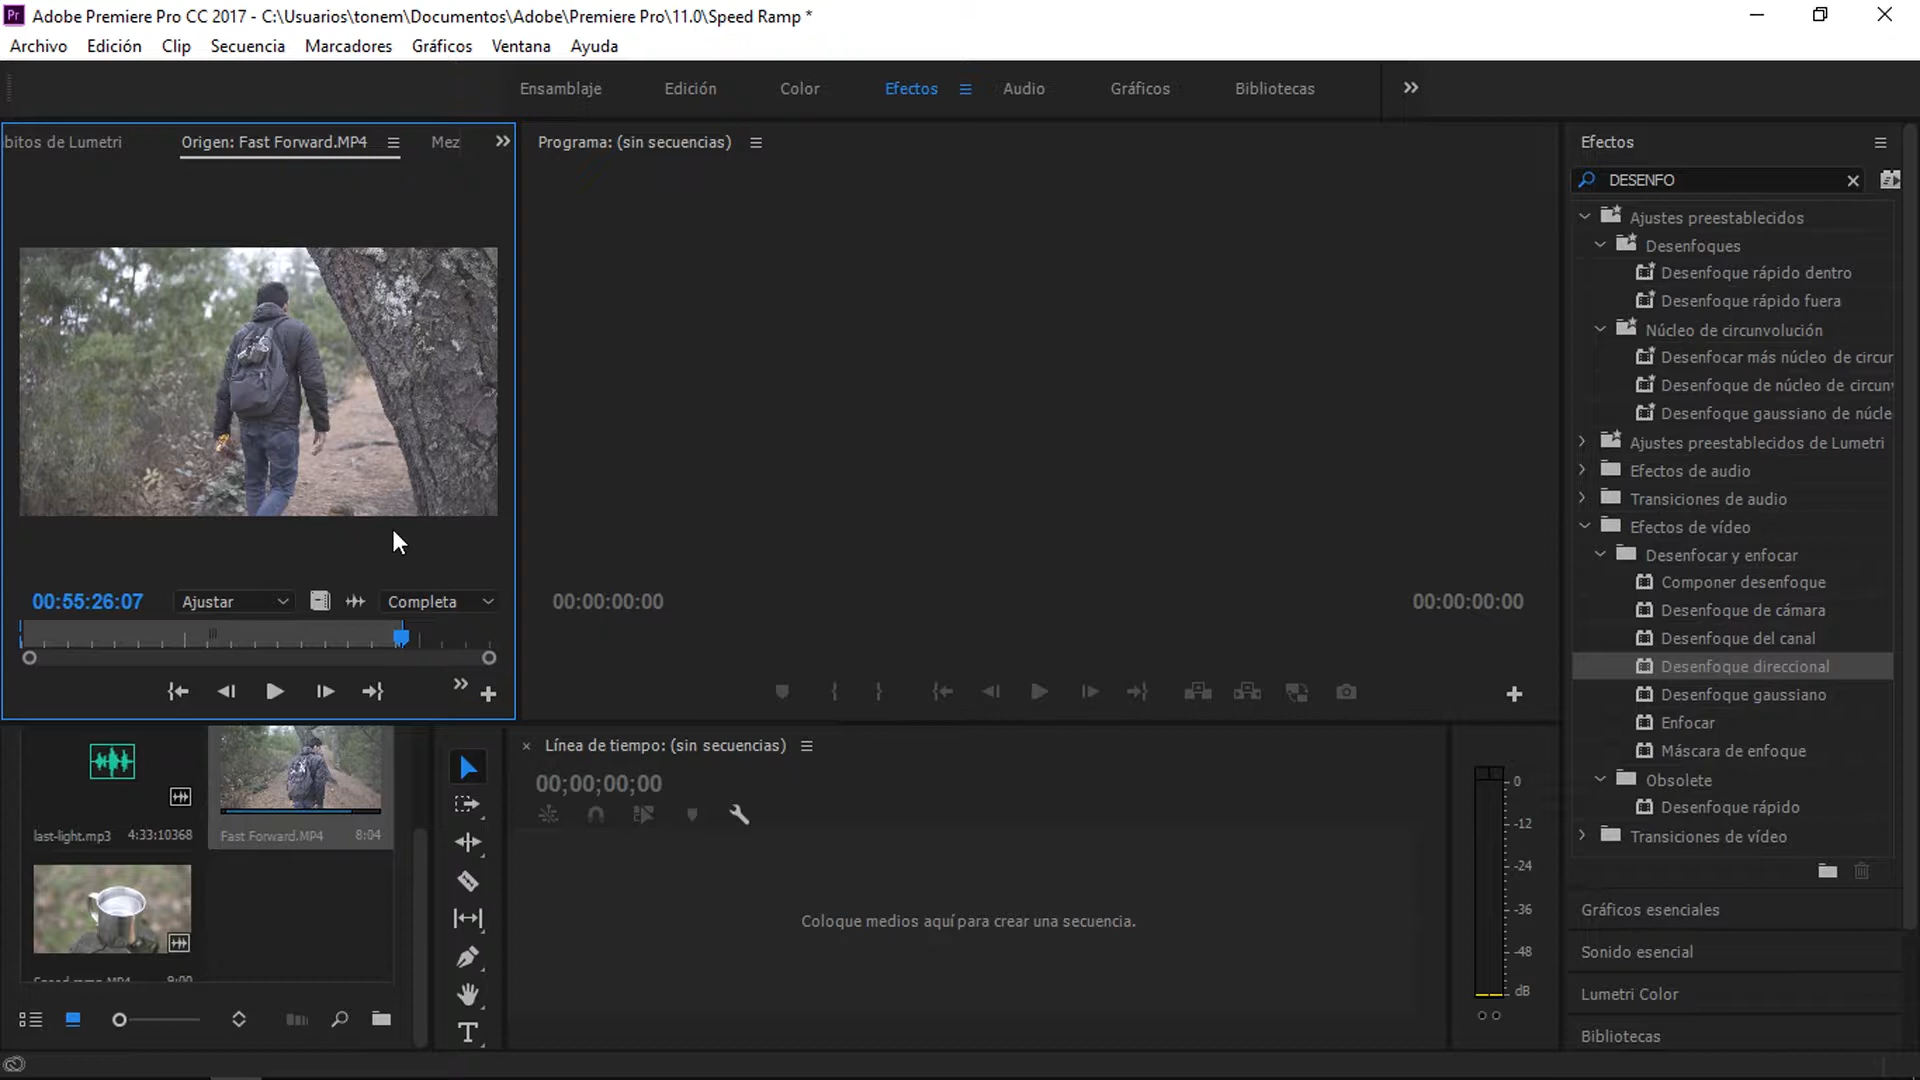 Pr Adobe Premiere Pro CC 2017 - C:\Usuarios\tonem\Documentos\Adobe\Premiere Pro\11.0\Speed Ramp *
Archivo Edición Clip Secuencia Marcadores Gráficos Ventana Ayuda
Ensamblaje Edición Color Efectos Audio Gráficos Bibliotecas
bitos de Lumetri Origen: Fast Forward.MP4 Mez
Programa: (sin secuencias)
Efectos
DESENFO
Ajustes preestablecidos
Desenfoques
Desenfoque rápido dentro
Desenfoque rápido fuera
Núcleo de circunvolución
Desenfocar más núcleo de circur
Desenfoque de núcleo de circun
Desenfoque gaussiano de núcle
Ajustes preestablecidos de Lumetri
Efectos de audio
Transiciones de audio
Efectos de vídeo
Desenfocar y enfocar
Componer desenfoque
Desenfoque de cámara
Desenfoque del canal
Desenfoque direccional
Desenfoque gaussiano
Enfocar
Máscara de enfoque
Obsolete
Desenfoque rápido
Transiciones de vídeo
Gráficos esenciales
Sonido esencial
Lumetri Color
Bibliotecas
00:55:26:07 Ajustar Completa
00:00:00:00 00:00:00:00
last-light.mp3 4:33:10368
Fast Forward.MP4 8:04
Línea de tiempo: (sin secuencias)
00;00;00;00
Coloque medios aquí para crear una secuencia.
0
-12
-24
-36
-48
dB